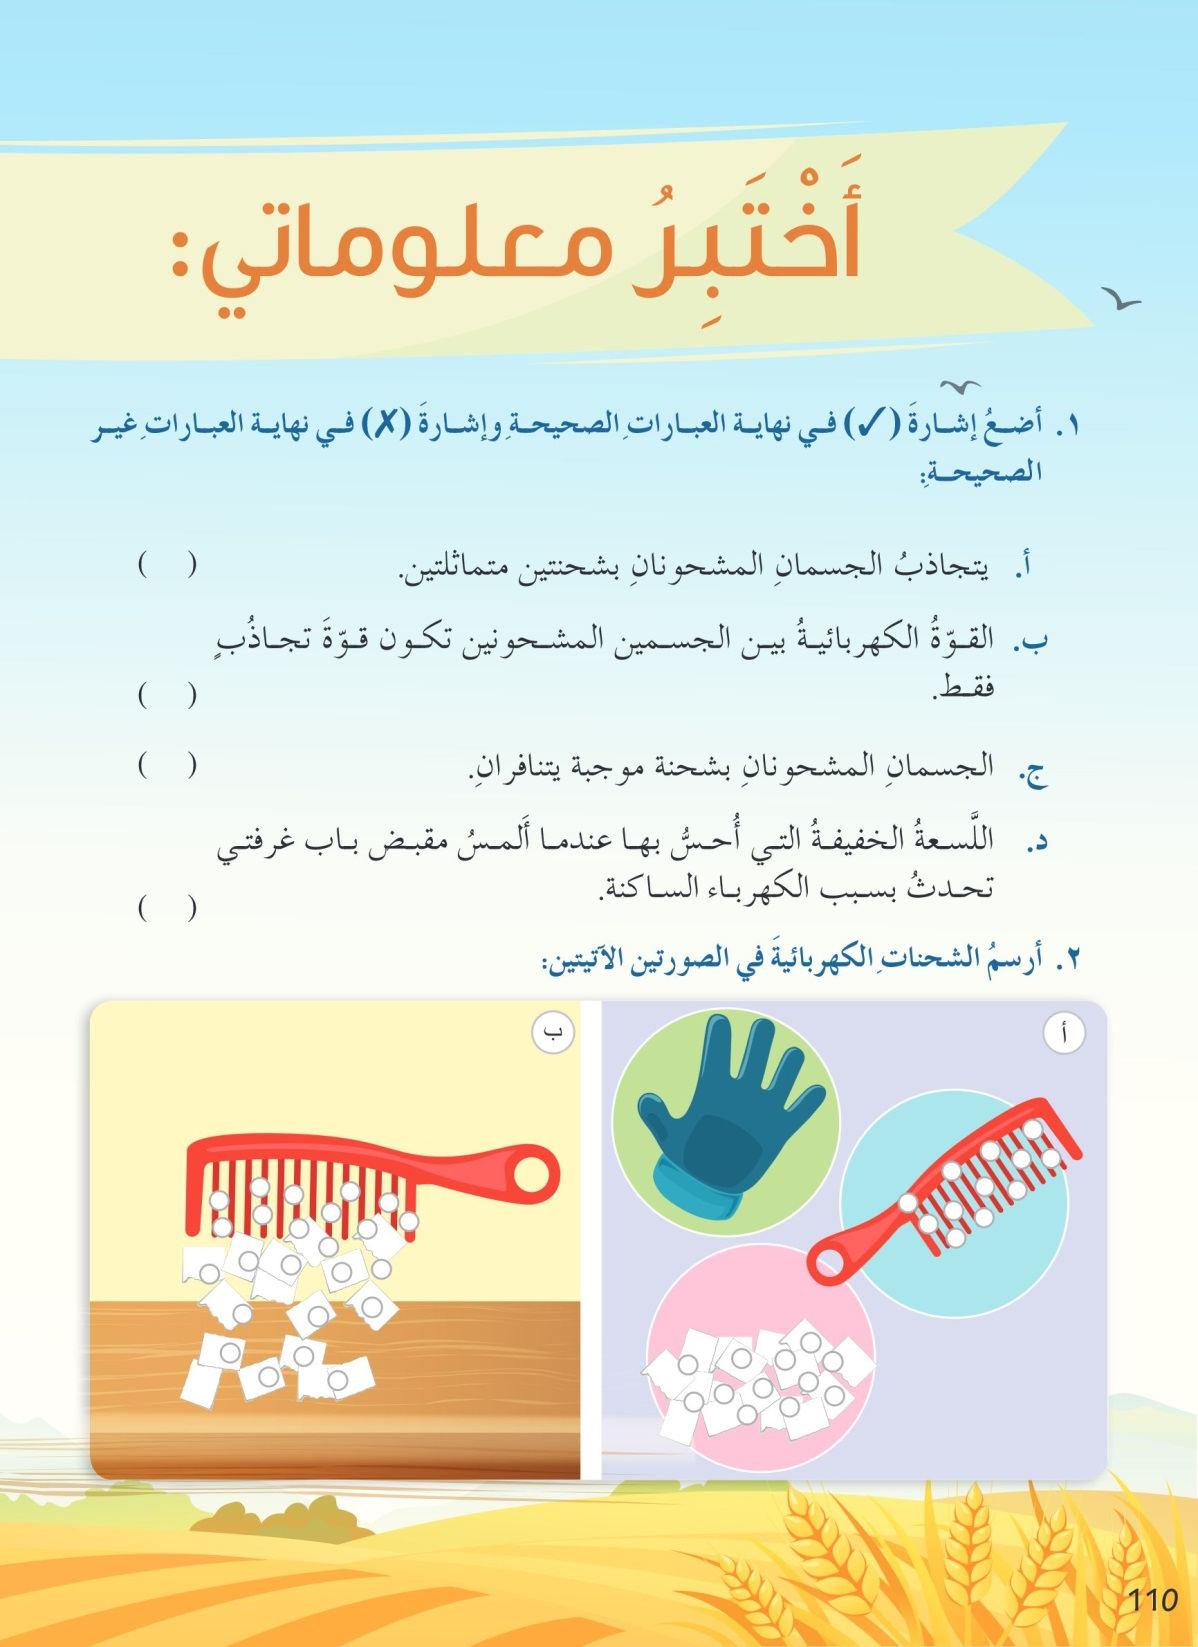 أَخْتَبِرُ معلوماتي:
١. أضعُ إشارةَ (✓) في نهاية العباراتِ الصحيحةِ وإشارةَ (✗) في نهاية العباراتِ غير
الصحيحةِ:
أ. يتجاذبُ الجسمانِ المشحونانِ بشحنتين متماثلتين. ( )
ب. القوّةُ الكهربائيةُ بين الجسمين المشحونين تكون قوّةَ تجاذُبٍ
فقط. ( )
ج. الجسمانِ المشحونانِ بشحنة موجبة يتنافرانِ. ( )
د. اللَّسعةُ الخفيفةُ التي أُحسُّ بها عندما أَلمسُ مقبض باب غرفتي
تحدثُ بسبب الكهرباء الساكنة. ( )
٢. أرسمُ الشحناتِ الكهربائيةَ في الصورتين الآتيتين:
أ
ب
110